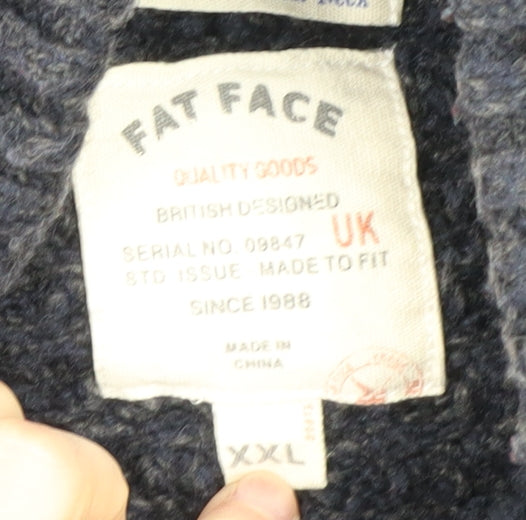 FAT FACE
QUALITY GOODS
BRITISH DESIGNED
UK
SERIAL NO. 09847
STD ISSUE MADE TO FIT
SINCE 1988
MADE IN
CHINA
XXL